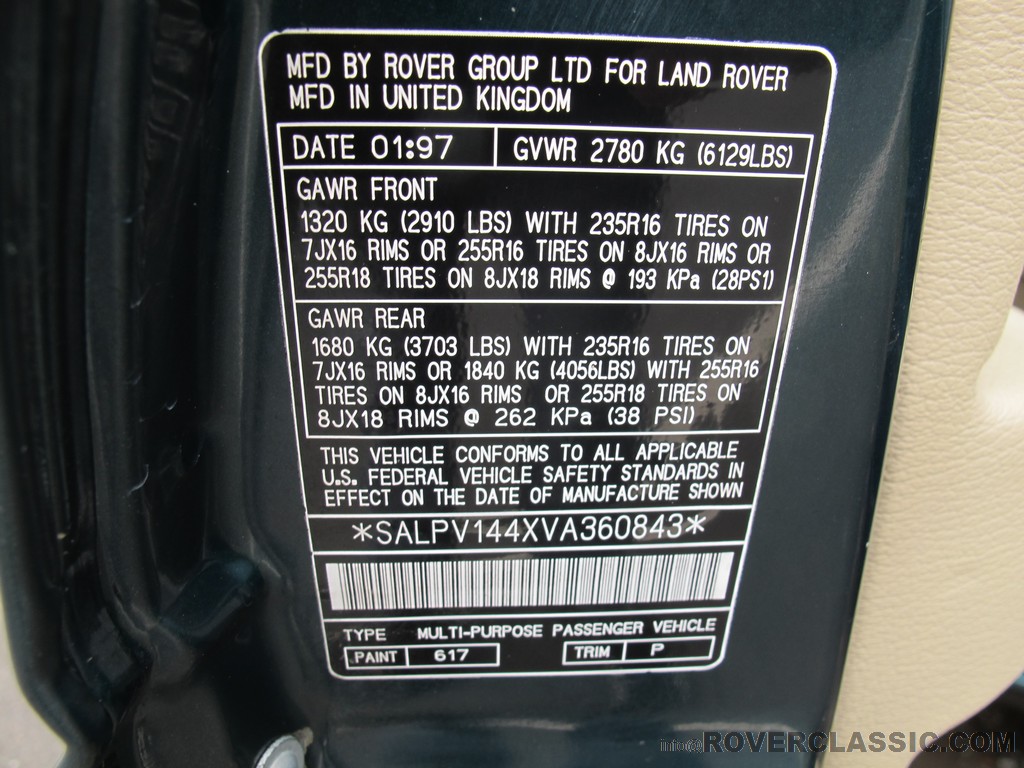 MFD BY ROVER GROUP LTD FOR LAND ROVER
MFD IN UNITED KINGDOM
DATE 01:97 GVWR 2780 KG (6129LBS)
GAWR FRONT
1320 KG (2910 LBS) WITH 235R16 TIRES ON
7JX16 RIMS OR 255R16 TIRES ON 8JX16 RIMS OR
255R18 TIRES ON 8JX18 RIMS @ 193 KPa (28PS1)
GAWR REAR
1680 KG (3703 LBS) WITH 235R16 TIRES ON
7JX16 RIMS OR 1840 KG (4056LBS) WITH 255R16
TIRES ON 8JX16 RIMS OR 255R18 TIRES ON
8JX18 RIMS @ 262 KPa (38 PSI)
THIS VEHICLE CONFORMS TO ALL APPLICABLE
U.S. FEDERAL VEHICLE SAFETY STANDARDS IN
EFFECT ON THE DATE OF MANUFACTURE SHOWN
*SALPV144XVA360843*
TYPE MULTI-PURPOSE PASSENGER VEHICLE
PAINT 617 TRIM P
info@ROVERCLASSIC.COM